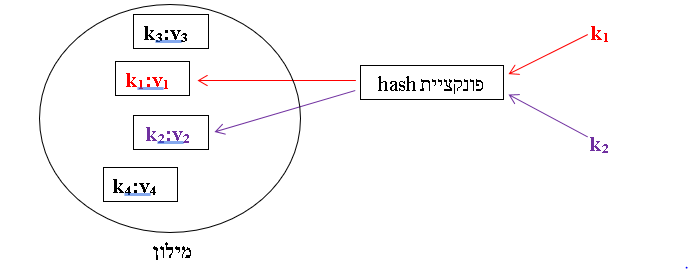 k₃:v₃
k₁
k₁:v₁
פונקציית hash
k₂:v₂
k₂
k₄:v₄
מילון
.